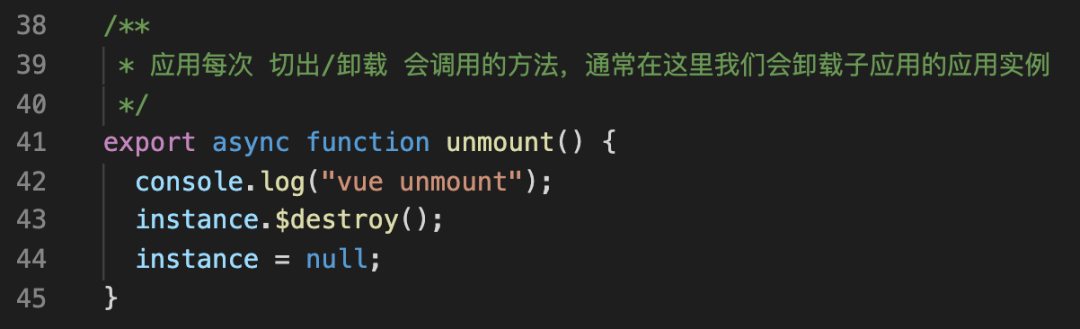 38 /**
39  * 应用每次 切出/卸载 会调用的方法，通常在这里我们会卸载子应用的应用实例
40  */
41 export async function unmount() {
42   console.log("vue unmount");
43   instance.$destroy();
44   instance = null;
45 }